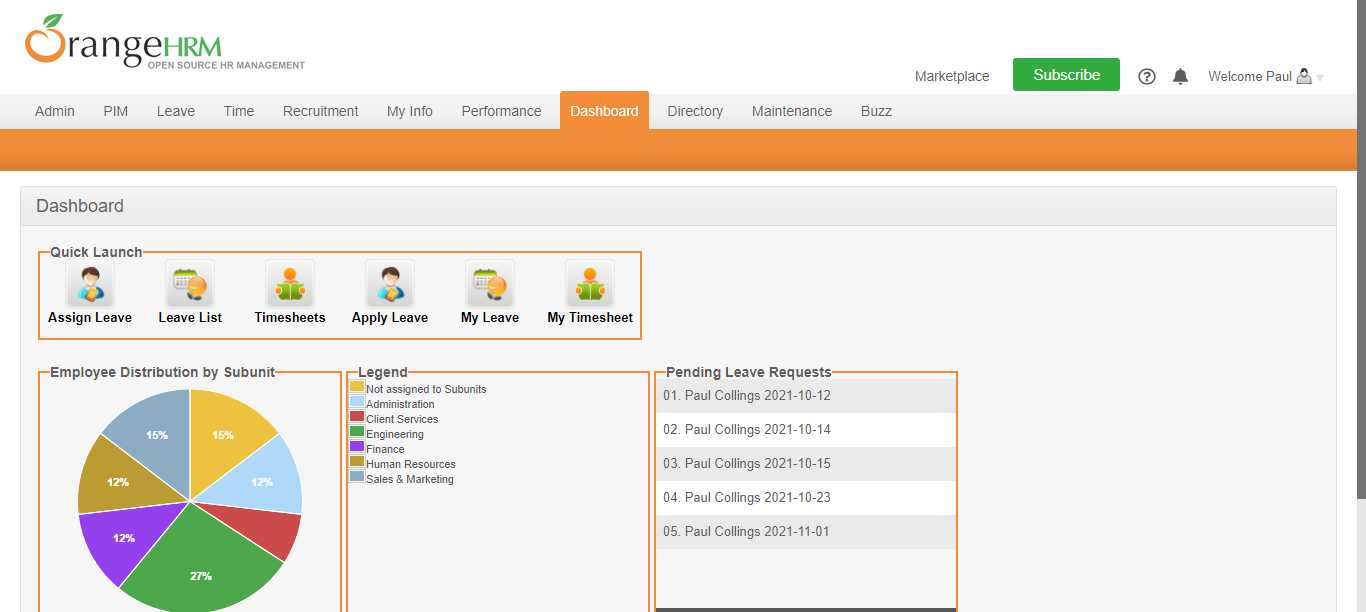 OrangeHRM
OPEN SOURCE HR MANAGEMENT
Marketplace Subscribe ? Welcome Paul
Admin PIM Leave Time Recruitment My Info Performance Dashboard Directory Maintenance Buzz
Dashboard
Quick Launch
Assign Leave Leave List Timesheets Apply Leave My Leave My Timesheet
Employee Distribution by Subunit
15% 15%
12% 12%
12%
27%
Legend
Not assigned to Subunits
Administration
Client Services
Engineering
Finance
Human Resources
Sales & Marketing
Pending Leave Requests
01. Paul Collings 2021-10-12
02. Paul Collings 2021-10-14
03. Paul Collings 2021-10-15
04. Paul Collings 2021-10-23
05. Paul Collings 2021-11-01